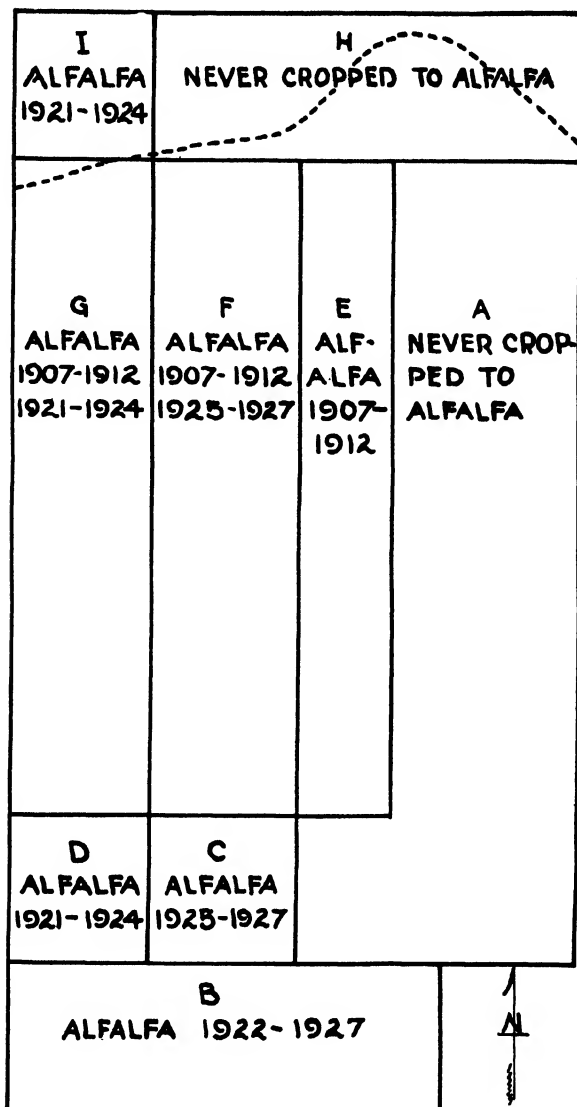 I
ALFALFA
1921-1924
H
NEVER CROPPED TO ALFALFA
G
ALFALFA
1907-1912
1921-1924
F
ALFALFA
1907-1912
1925-1927
E
ALF-
ALFA
1907-
1912
A
NEVER CROP-
PED TO
ALFALFA
D
ALFALFA
1921-1924
C
ALFALFA
1925-1927
B
ALFALFA 1922-1927
N